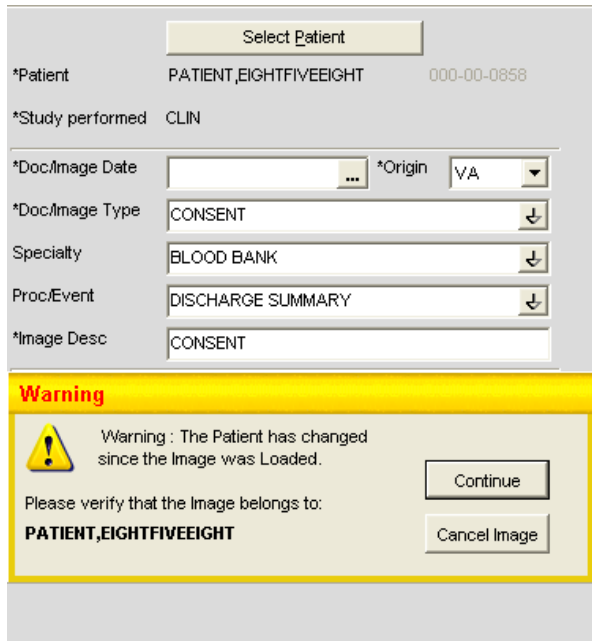 Select Patient
*Patient PATIENT,EIGHTFIVEEIGHT 000-00-0858
*Study performed CLIN
*Doc/Image Date ... *Origin VA
*Doc/Image Type CONSENT
Specialty BLOOD BANK
Proc/Event DISCHARGE SUMMARY
*Image Desc CONSENT
Warning
Warning : The Patient has changed
since the Image was Loaded.
Continue
Please verify that the Image belongs to:
PATIENT,EIGHTFIVEEIGHT
Cancel Image